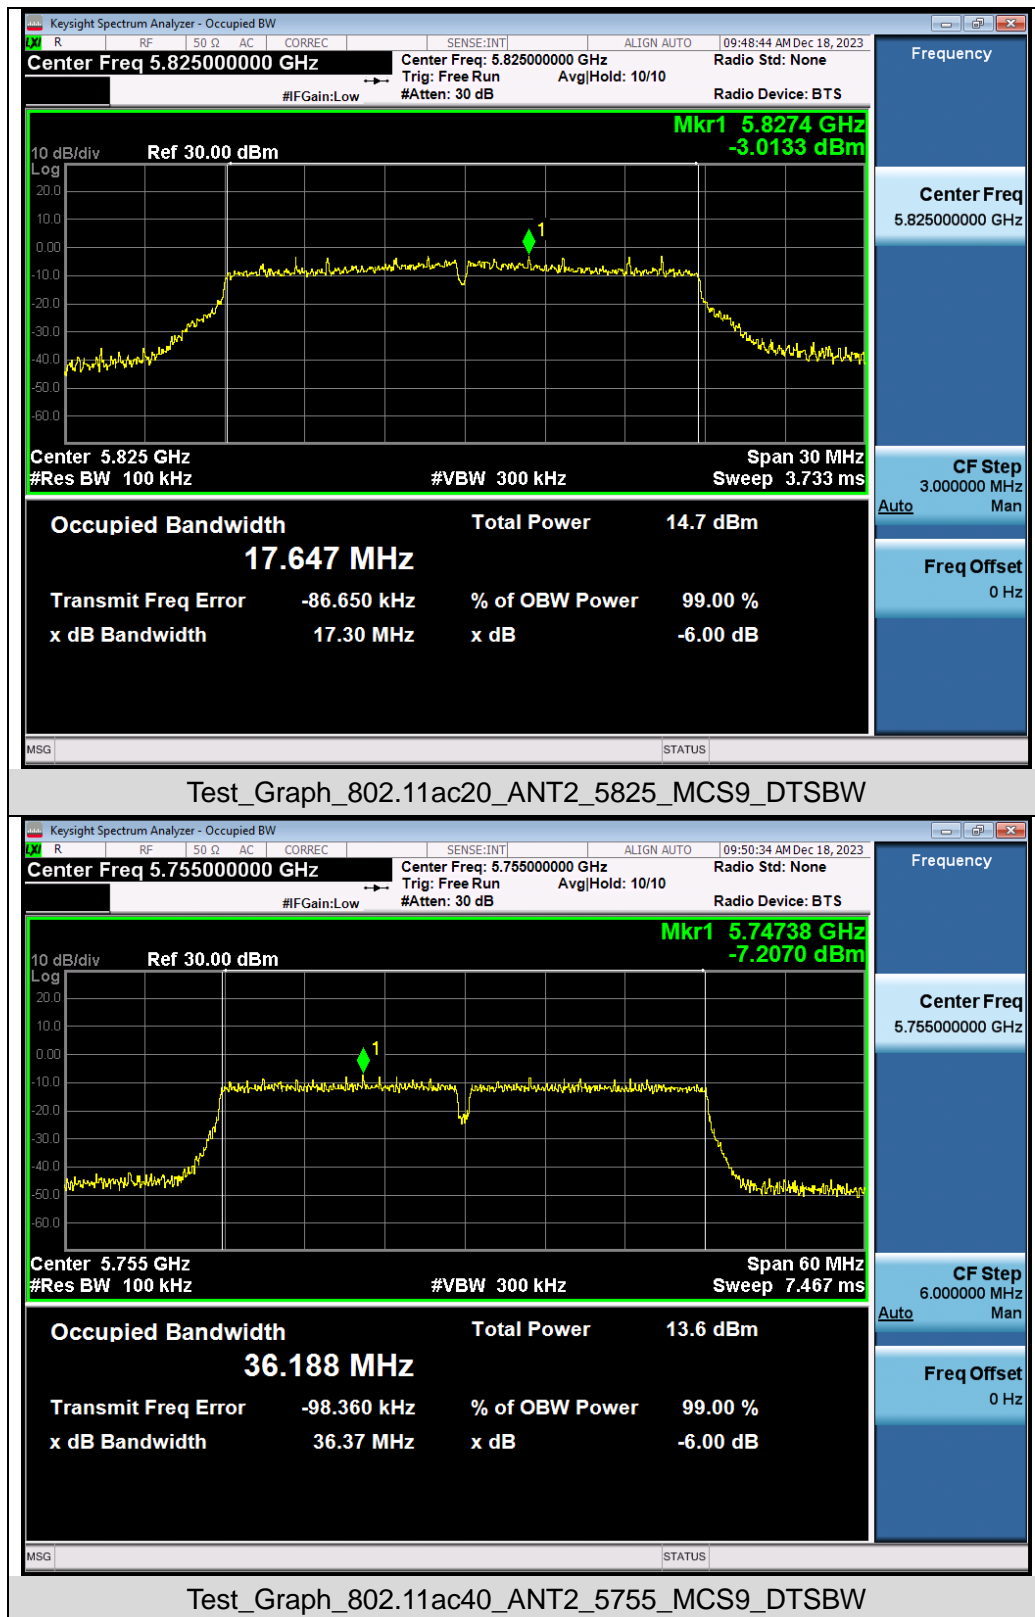 Keysight Spectrum Analyzer - Occupied BW
LXI R RF 50 Ω AC CORREC SENSE:INT ALIGN AUTO 09:48:44 AM Dec 18, 2023
Center Freq 5.825000000 GHz
Center Freq: 5.825000000 GHz Radio Std: None
Trig: Free Run Avg|Hold: 10/10
#IFGain:Low #Atten: 30 dB Radio Device: BTS
Frequency
Mkr1 5.8274 GHz
-3.0133 dBm
10 dB/div Ref 30.00 dBm
Log
20.0
10.0
0.00
-10.0
-20.0
-30.0
-40.0
-50.0
-60.0
1
Center 5.825 GHz Span 30 MHz
#Res BW 100 kHz #VBW 300 kHz Sweep 3.733 ms
Center Freq
5.825000000 GHz
CF Step
3.000000 MHz
Auto Man
Freq Offset
0 Hz
Occupied Bandwidth Total Power 14.7 dBm
17.647 MHz
Transmit Freq Error -86.650 kHz % of OBW Power 99.00 %
x dB Bandwidth 17.30 MHz x dB -6.00 dB
MSG STATUS
Test_Graph_802.11ac20_ANT2_5825_MCS9_DTSBW
Keysight Spectrum Analyzer - Occupied BW
LXI R RF 50 Ω AC CORREC SENSE:INT ALIGN AUTO 09:50:34 AM Dec 18, 2023
Center Freq 5.755000000 GHz
Center Freq: 5.755000000 GHz Radio Std: None
Trig: Free Run Avg|Hold: 10/10
#IFGain:Low #Atten: 30 dB Radio Device: BTS
Frequency
Mkr1 5.74738 GHz
-7.2070 dBm
10 dB/div Ref 30.00 dBm
Log
20.0
10.0
0.00
-10.0
-20.0
-30.0
-40.0
-50.0
-60.0
1
Center 5.755 GHz Span 60 MHz
#Res BW 100 kHz #VBW 300 kHz Sweep 7.467 ms
Center Freq
5.755000000 GHz
CF Step
6.000000 MHz
Auto Man
Freq Offset
0 Hz
Occupied Bandwidth Total Power 13.6 dBm
36.188 MHz
Transmit Freq Error -98.360 kHz % of OBW Power 99.00 %
x dB Bandwidth 36.37 MHz x dB -6.00 dB
MSG STATUS
Test_Graph_802.11ac40_ANT2_5755_MCS9_DTSBW